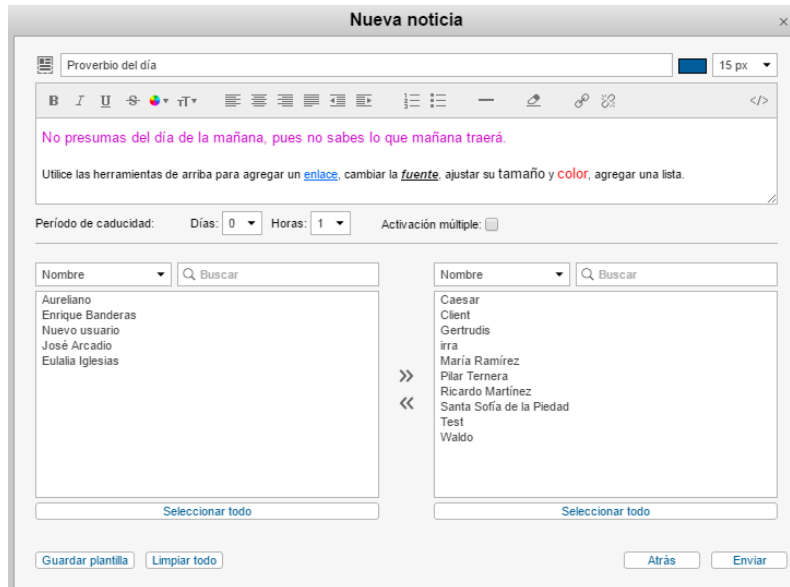 Nueva noticia
Proverbio del día
15 px
B I U S тT
No presumas del día de la mañana, pues no sabes lo que mañana traerá.
Utilice las herramientas de arriba para agregar un enlace, cambiar la fuente, ajustar su tamaño y color, agregar una lista.
Período de caducidad: Días: 0 Horas: 1 Activación múltiple:
Nombre Buscar
Aureliano
Enrique Banderas
Nuevo usuario
José Arcadio
Eulalia Iglesias
Seleccionar todo
Nombre Buscar
Caesar
Client
Gertrudis
irra
María Ramírez
Pilar Ternera
Ricardo Martínez
Santa Sofía de la Piedad
Test
Waldo
Seleccionar todo
Guardar plantilla Limpiar todo Atrás Enviar